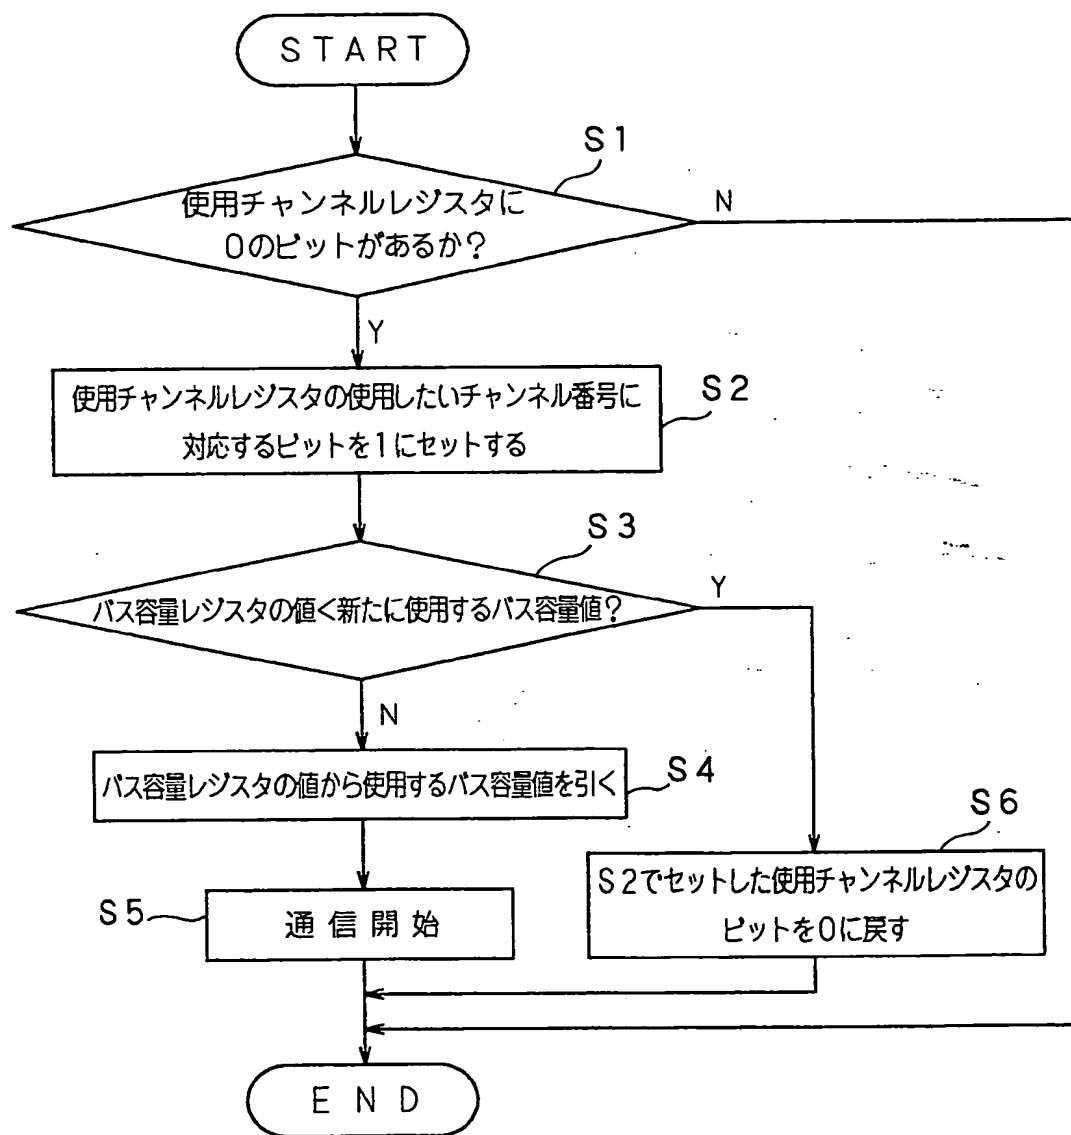 START
S1
使用チャンネルレジスタに
0のビットがあるか?
N
Y
S2
使用チャンネルレジスタの使用したいチャンネル番号に
対応するビットを1にセットする
S3
バス容量レジスタの値<新たに使用するバス容量値?
Y
N
S4
バス容量レジスタの値から使用するバス容量値を引く
S6
S2でセットした使用チャンネルレジスタの
ビットを0に戻す
S5
通信開始
END